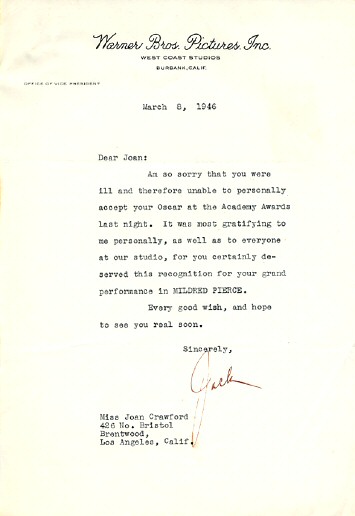 Warner Bros. Pictures, Inc.
WEST COAST STUDIOS
BURBANK, CALIF.
OFFICE OF VICE PRESIDENT
March 8, 1946
Dear Joan:
Am so sorry that you were
ill and therefore unable to personally
accept your Oscar at the Academy Awards
last night. It was most gratifying to
me personally, as well as to everyone
at our studio, for you certainly de-
served this recognition for your grand
performance in MILDRED PIERCE.
Every good wish, and hope
to see you real soon.
Sincerely,
Jack
Miss Joan Crawford
426 No. Bristol
Brentwood,
Los Angeles, Calif.